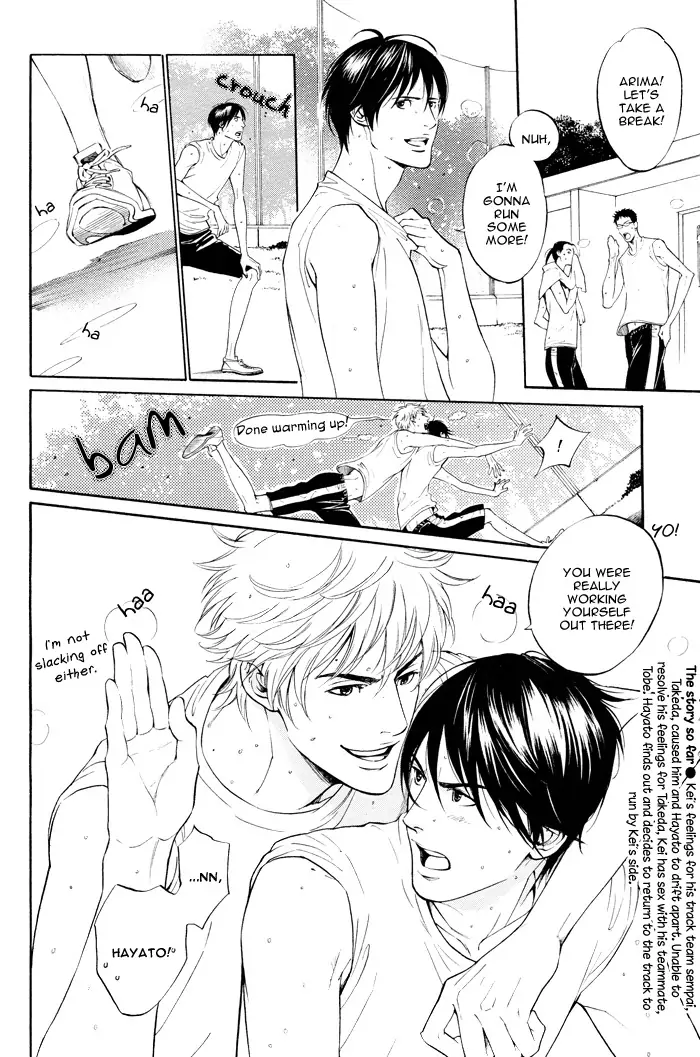 ARIMA!
LET'S
TAKE A
BREAK!
NUH,
I'M
GONNA
RUN
SOME
MORE!
crouch
ha
ha
ha
bam
Done warming up!
!
YO!
YOU WERE
REALLY
WORKING
YOURSELF
OUT THERE!
haa
haa
I'm not
slacking off
either.
...NN,
HAYATO!
The story so far ● Kei's feelings for his track team sempai,
Takeda, caused him and Hayato to drift apart. Unable to
resolve his feelings for Takeda, Kei has sex with his teammate,
Tobe. Hayato finds out and decides to return to the track to
run by Kei's side.